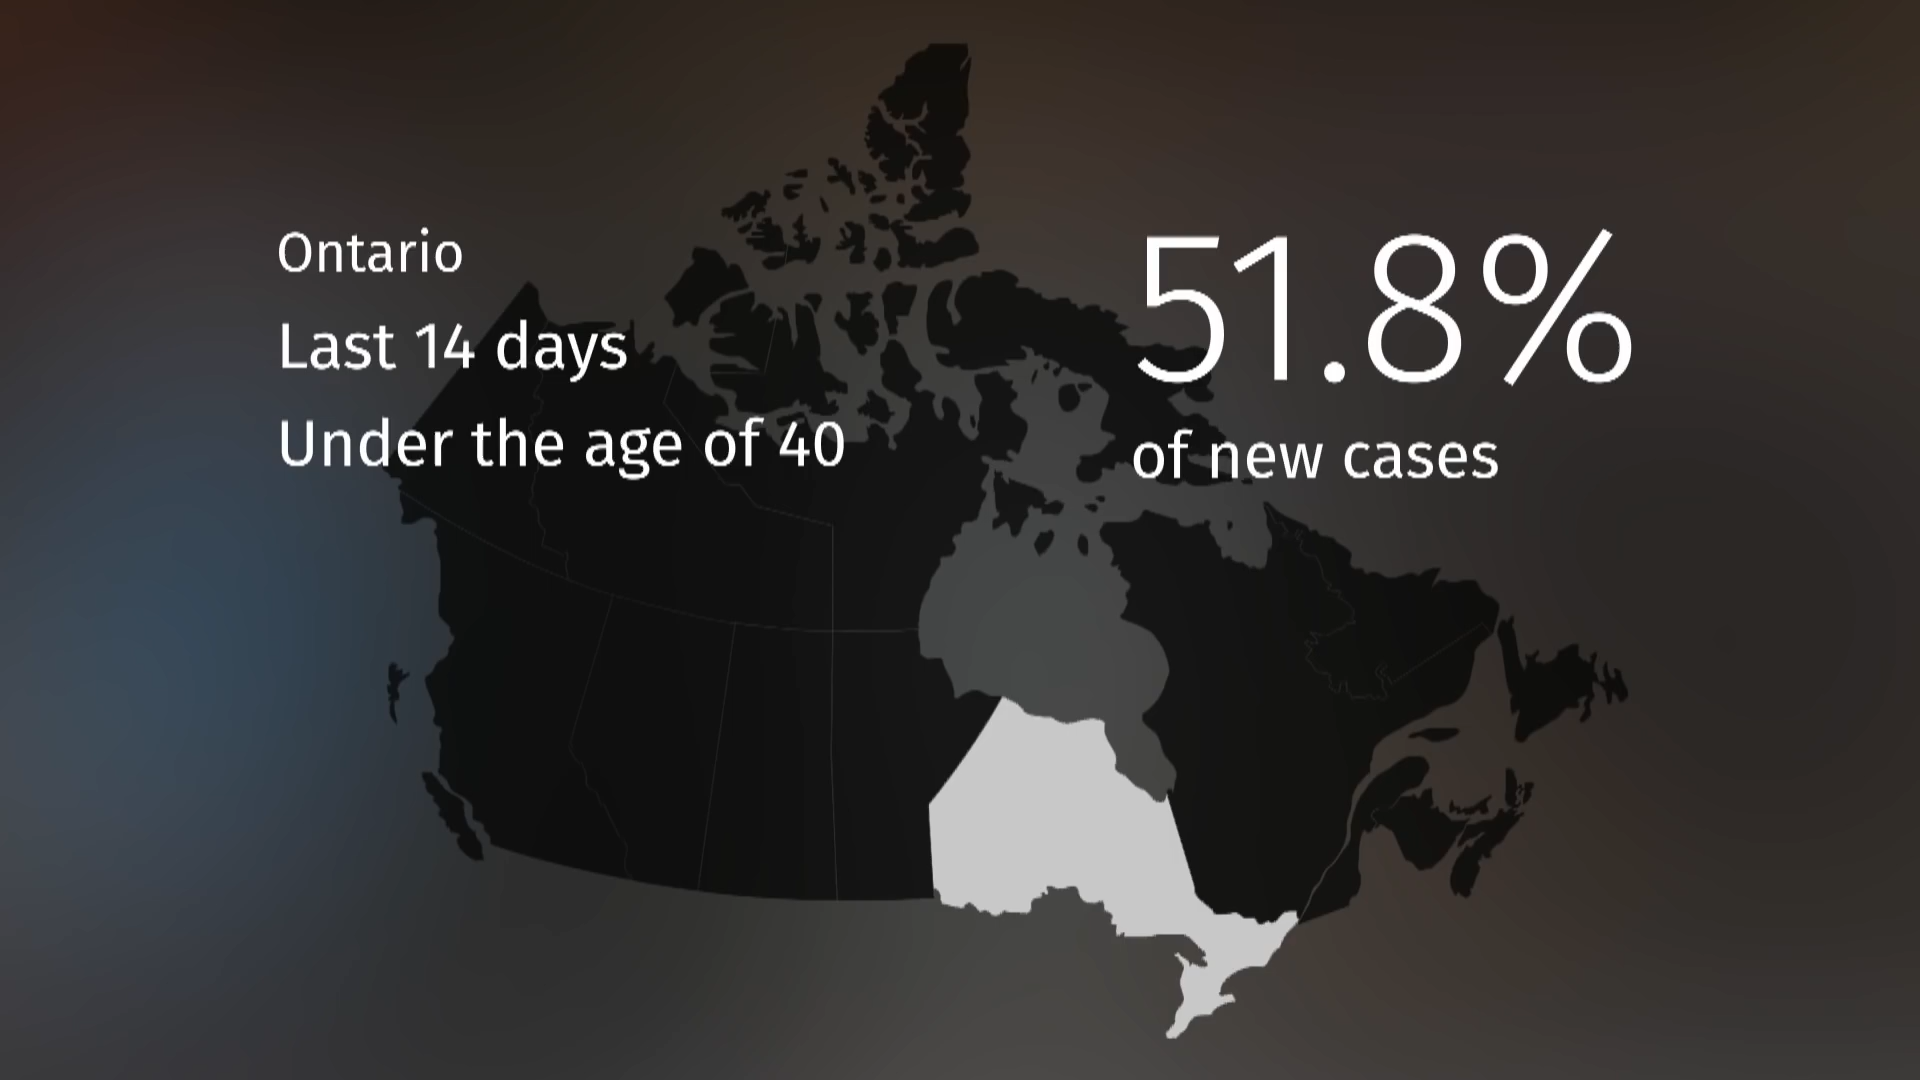 Ontario
Last 14 days
Under the age of 40
51.8%
of new cases